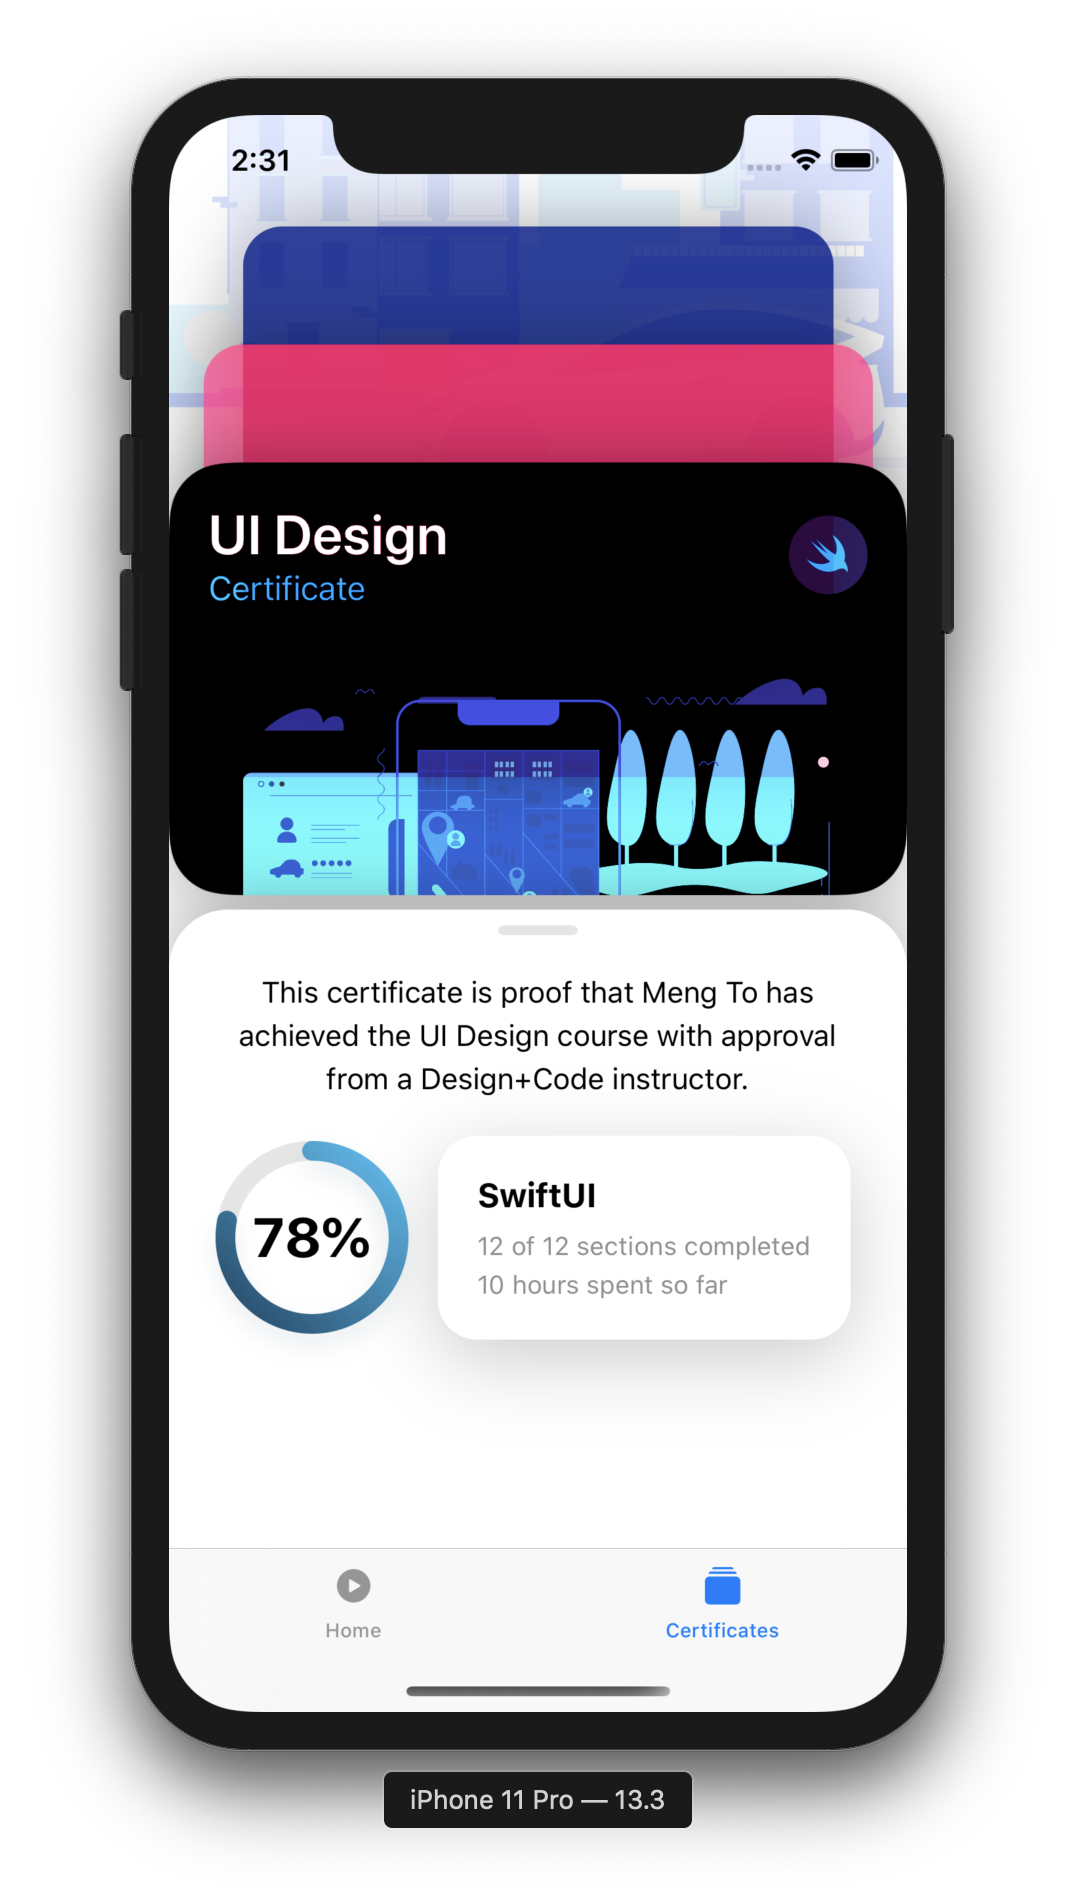 2:31
UI Design
Certificate
This certificate is proof that Meng To has
achieved the UI Design course with approval
from a Design+Code instructor.
78%
SwiftUI
12 of 12 sections completed
10 hours spent so far
Home
Certificates
iPhone 11 Pro — 13.3